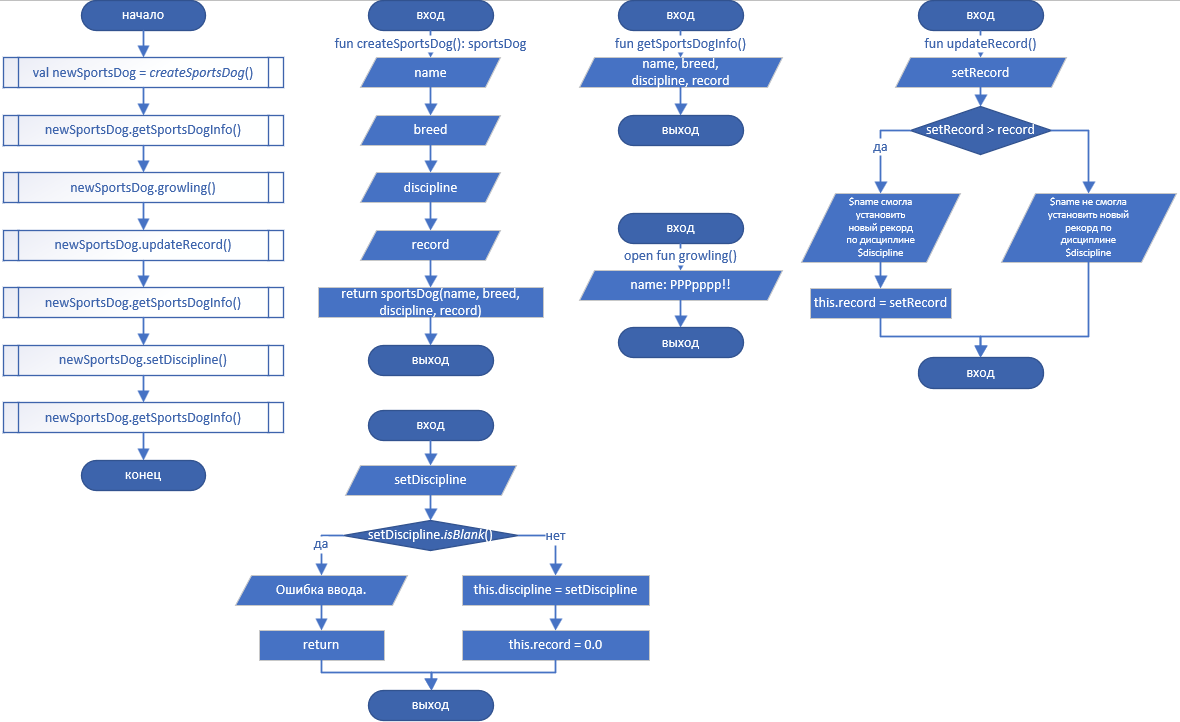 начало
val newSportsDog = createSportsDog()
newSportsDog.getSportsDogInfo()
newSportsDog.growling()
newSportsDog.updateRecord()
newSportsDog.getSportsDogInfo()
newSportsDog.setDiscipline()
newSportsDog.getSportsDogInfo()
конец
вход
fun createSportsDog(): sportsDog
name
breed
discipline
record
return sportsDog(name, breed,
discipline, record)
выход
вход
fun getSportsDogInfo()
name, breed,
discipline, record
выход
вход
open fun growling()
name: РРРрррр!!
выход
вход
fun updateRecord()
setRecord
setRecord > record
да
$name смогла
установить
новый рекорд
по дисциплине
$discipline
this.record = setRecord
$name не смогла
установить новый
рекорд по
дисциплине
$discipline
вход
вход
setDiscipline
setDiscipline.isBlank()
да
нет
Ошибка ввода.
return
this.discipline = setDiscipline
this.record = 0.0
выход